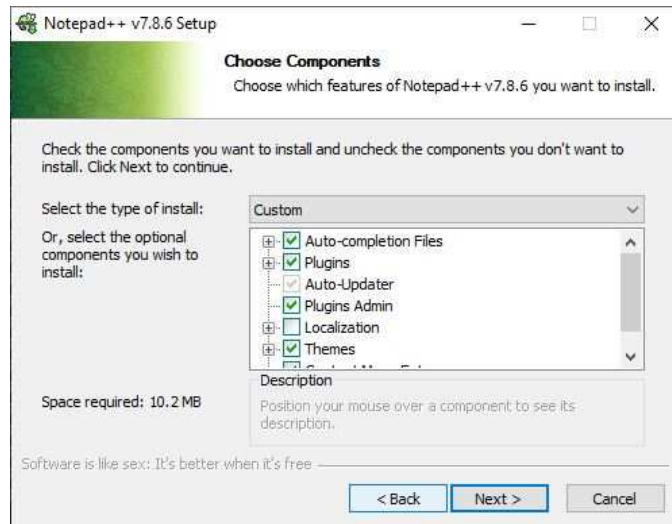 Notepad++ v7.8.6 Setup
Choose Components
Choose which features of Notepad++ v7.8.6 you want to install.
Check the components you want to install and uncheck the components you don't want to
install. Click Next to continue.
Select the type of install:
Custom
Or, select the optional
components you wish to
install:
Auto-completion Files
Plugins
Auto-Updater
Plugins Admin
Localization
Themes
Space required: 10.2 MB
Description
Position your mouse over a component to see its
description.
Software is like sex: It's better when it's free
< Back
Next >
Cancel